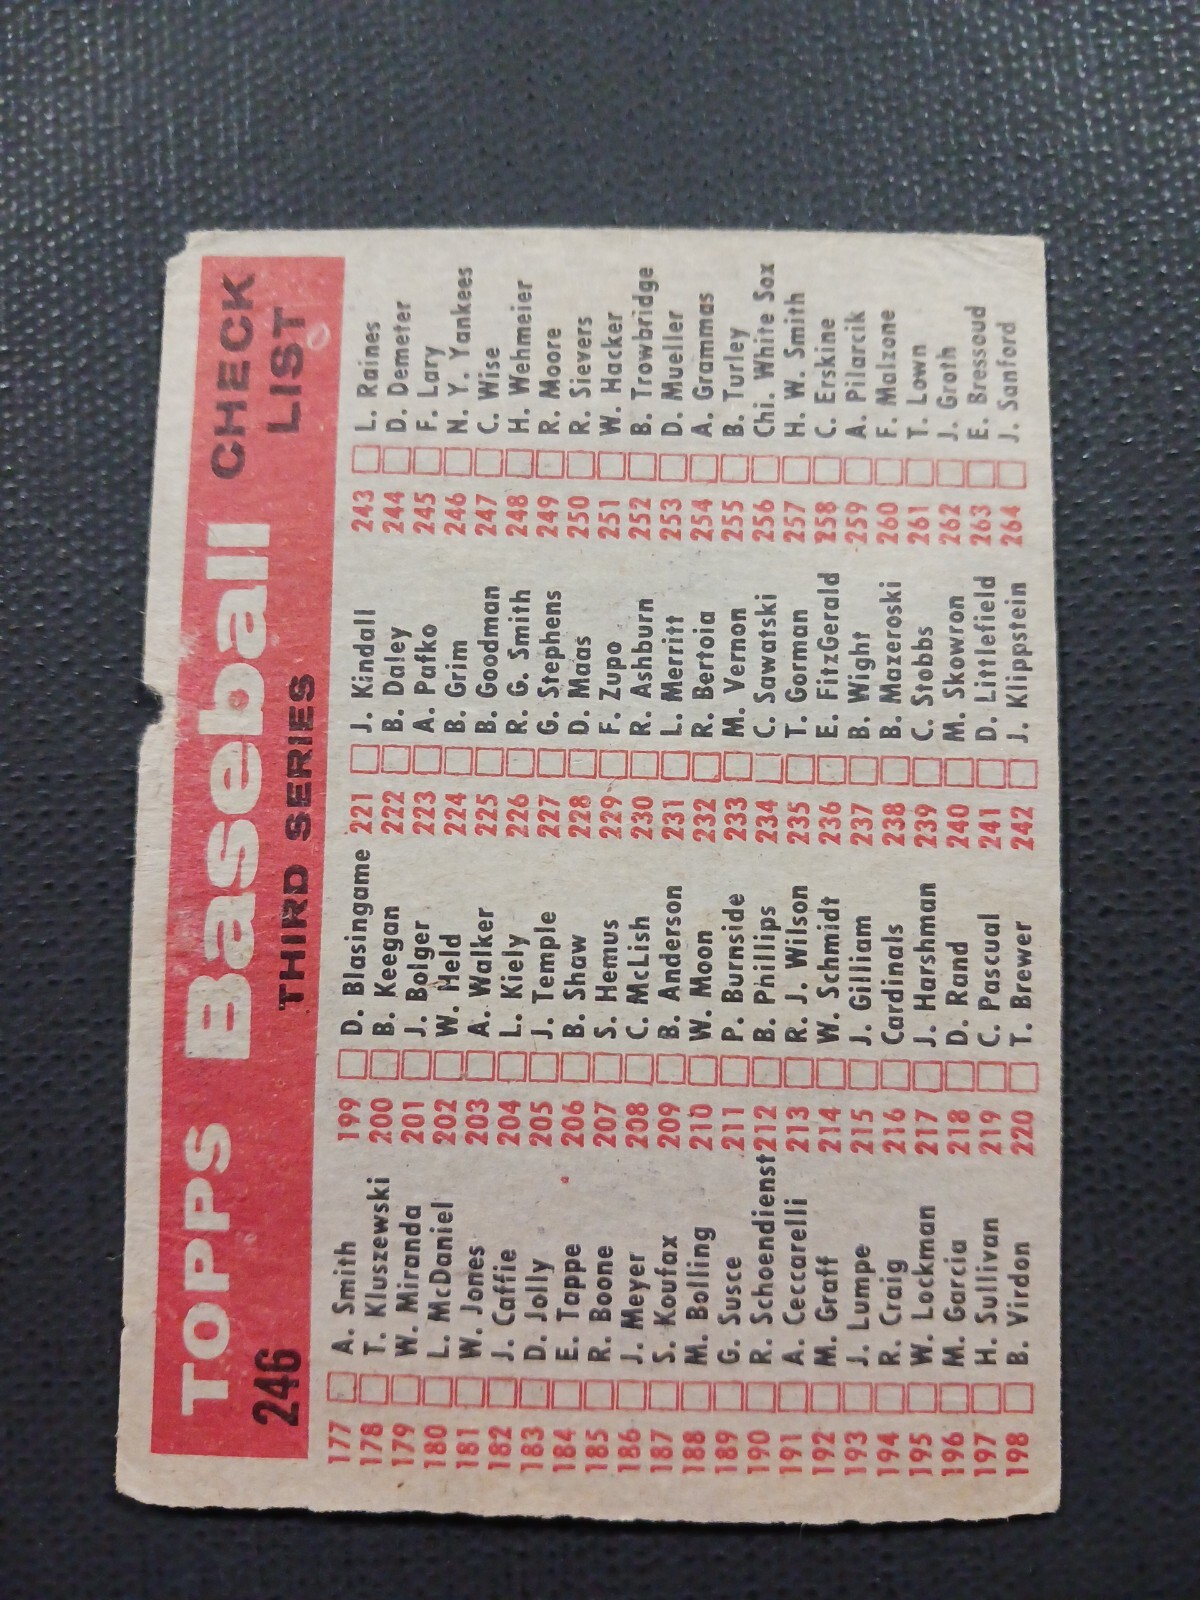 TOPPS Baseball CHECK LIST
246 THIRD SERIES
177 A. Smith
178 T. Kluszewski
179 W. Miranda
180 L. McDaniel
181 W. Jones
182 J. Caffie
183 D. Jolly
184 E. Tappe
185 R. Boone
186 J. Meyer
187 S. Koufax
188 M. Bolling
189 G. Susce
190 R. Schoendienst
191 A. Ceccarelli
192 M. Graff
193 J. Lumpe
194 R. Craig
195 W. Lockman
196 M. Garcia
197 H. Sullivan
198 B. Virdon
199 D. Blasingame
200 B. Keegan
201 J. Bolger
202 W. Held
203 A. Walker
204 L. Kiely
205 J. Temple
206 B. Shaw
207 S. Hemus
208 C. McLish
209 B. Anderson
210 W. Moon
211 P. Burnside
212 B. Phillips
213 R. J. Wilson
214 W. Schmidt
215 J. Gilliam
216 Cardinals
217 J. Harshman
218 D. Rand
219 C. Pascual
220 T. Brewer
221 J. Kindall
222 B. Daley
223 A. Pafko
224 B. Grim
225 B. Goodman
226 R. G. Smith
227 G. Stephens
228 D. Maas
229 F. Zupo
230 R. Ashburn
231 L. Merritt
232 R. Bertoia
233 M. Vernon
234 C. Sawatski
235 T. Gorman
236 E. FitzGerald
237 B. Wight
238 B. Mazeroski
239 C. Stobbs
240 M. Skowron
241 D. Littlefield
242 J. Klippstein
243 L. Raines
244 D. Demeter
245 F. Lary
246 N. Y. Yankees
247 C. Wise
248 H. Wehmeier
249 R. Moore
250 R. Sievers
251 W. Hacker
252 B. Trowbridge
253 D. Mueller
254 A. Grammas
255 B. Turley
256 Chi. White Sox
257 H. W. Smith
258 C. Erskine
259 A. Pilarcik
260 F. Malzone
261 T. Lown
262 J. Groth
263 E. Bressoud
264 J. Sanford